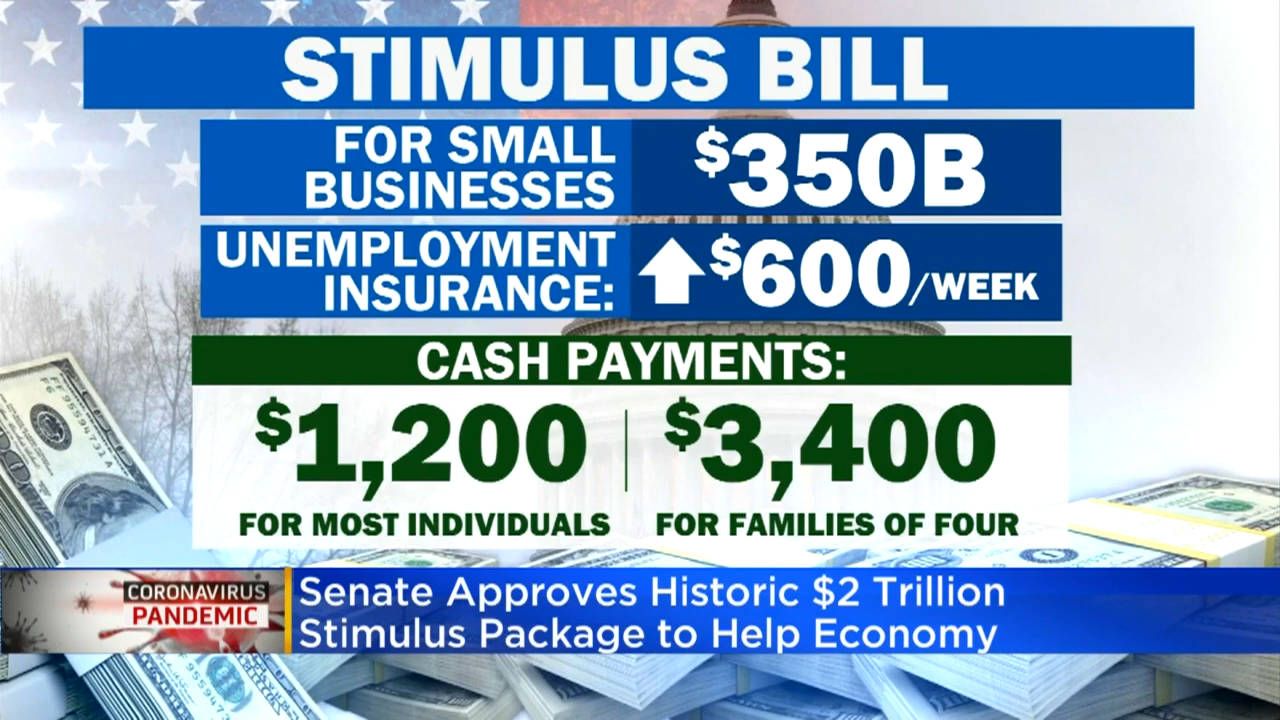 STIMULUS BILL
FOR SMALL
BUSINESSES
$350B
UNEMPLOYMENT
INSURANCE:
$600/WEEK
CASH PAYMENTS:
$1,200
FOR MOST INDIVIDUALS
$3,400
FOR FAMILIES OF FOUR
CORONAVIRUS
PANDEMIC
Senate Approves Historic $2 Trillion
Stimulus Package to Help Economy